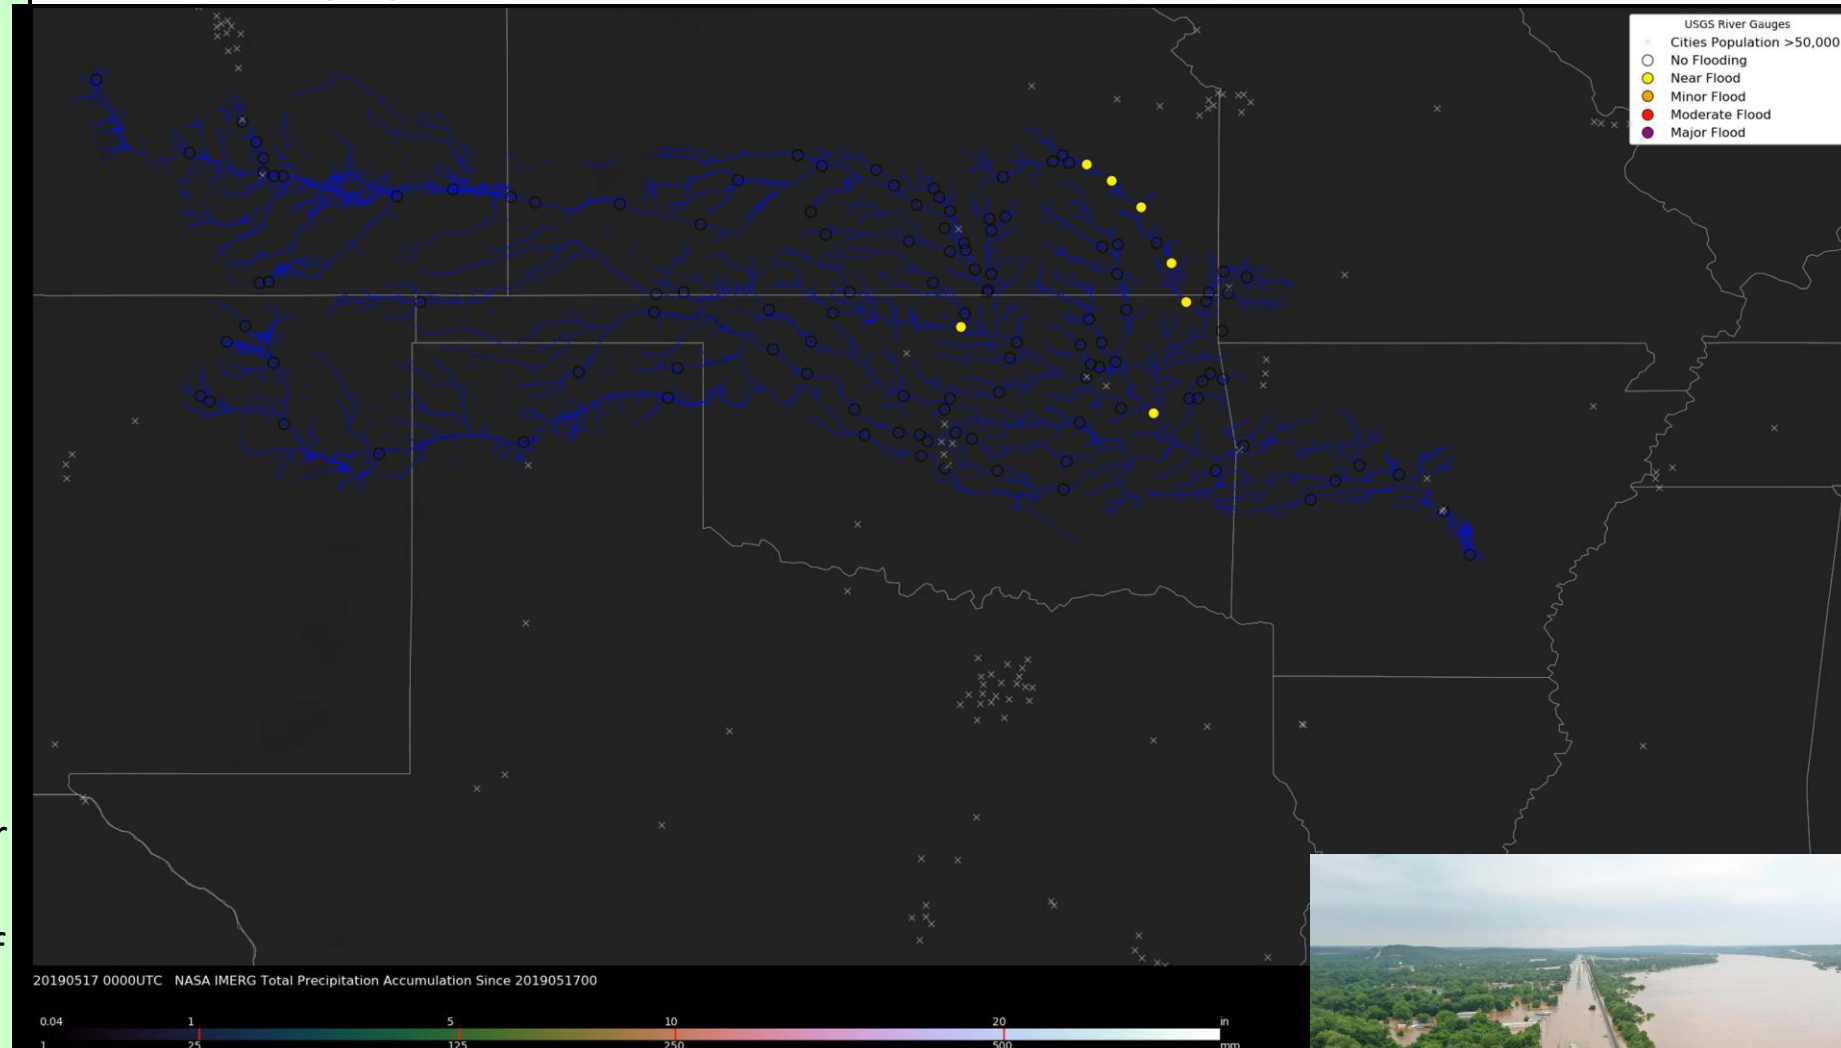 USGS River Gauges
Cities Population >50,000
No Flooding
Near Flood
Minor Flood
Moderate Flood
Major Flood
20190517 0000UTC NASA IMERG Total Precipitation Accumulation Since 2019051700
0.04 1 5 10 20 in
1 25 125 250 500 mm